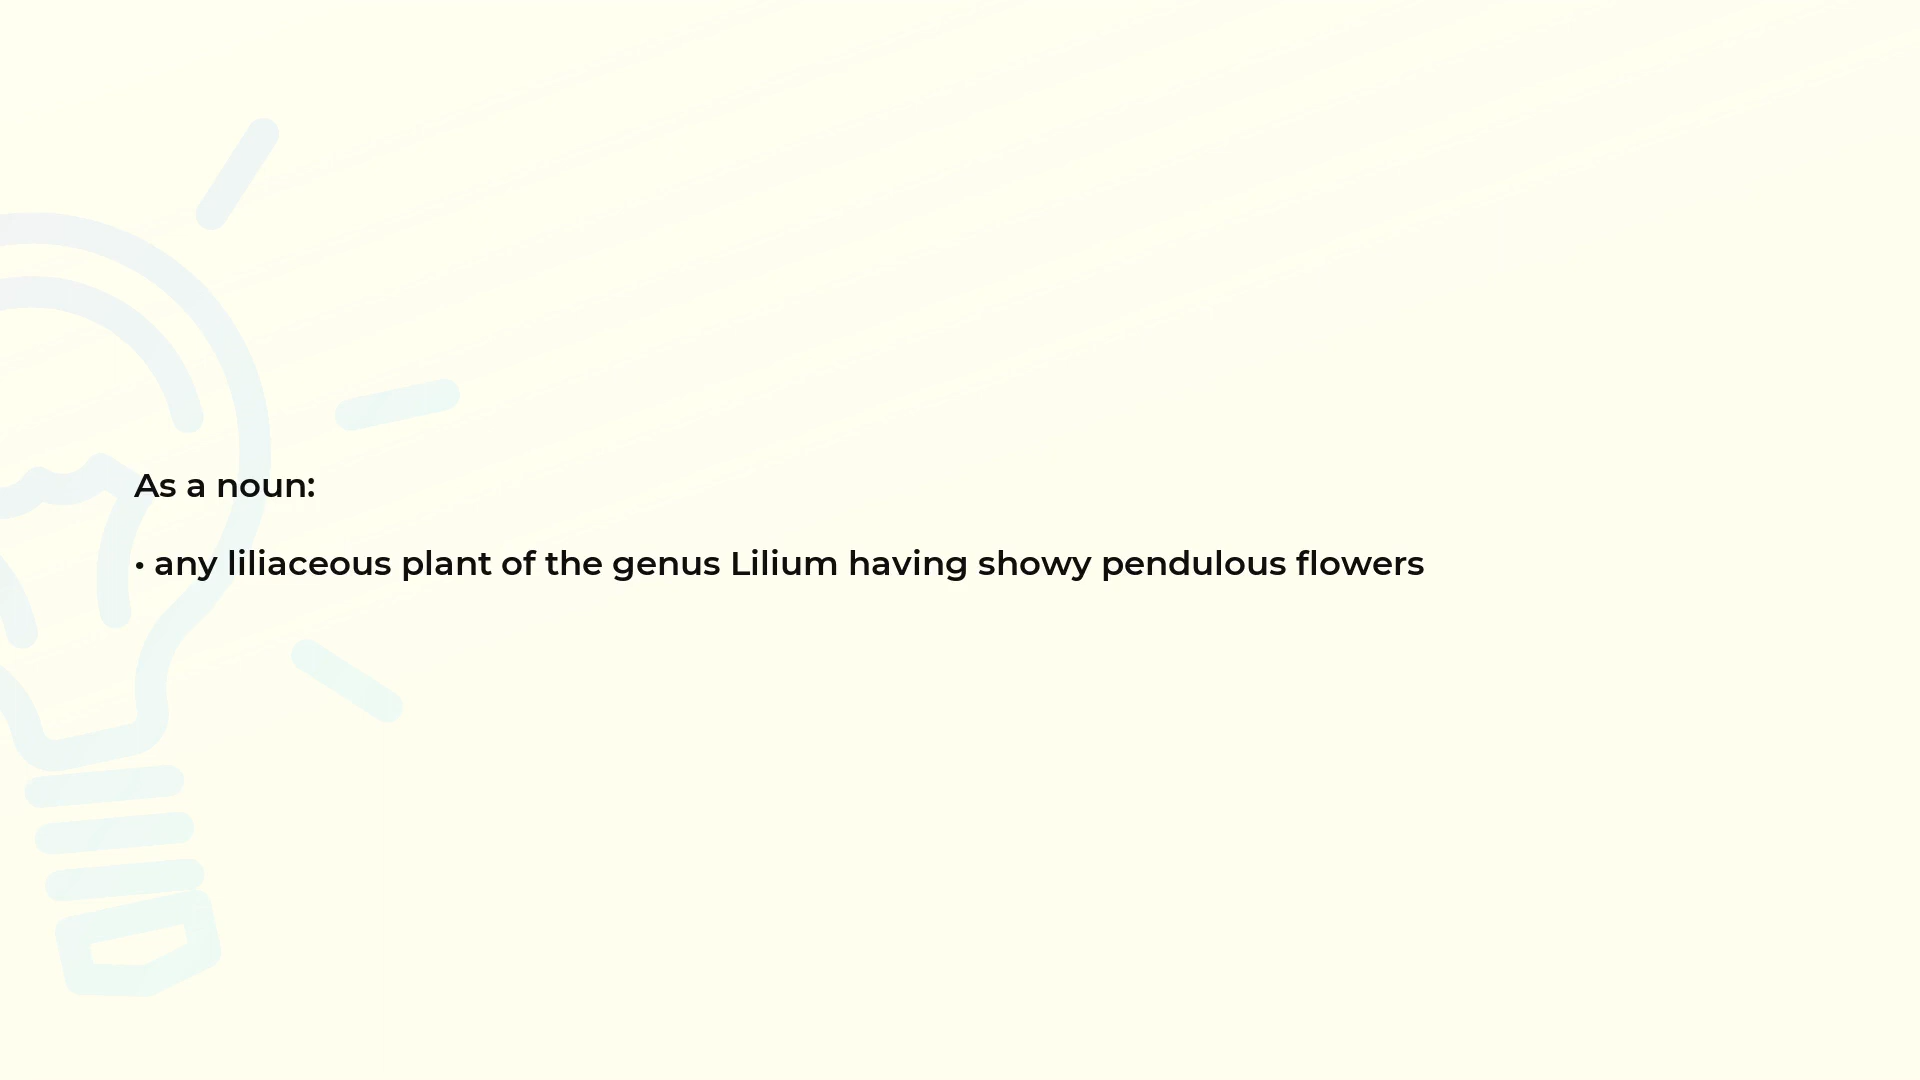 As a noun:
• any liliaceous plant of the genus Lilium having showy pendulous flowers